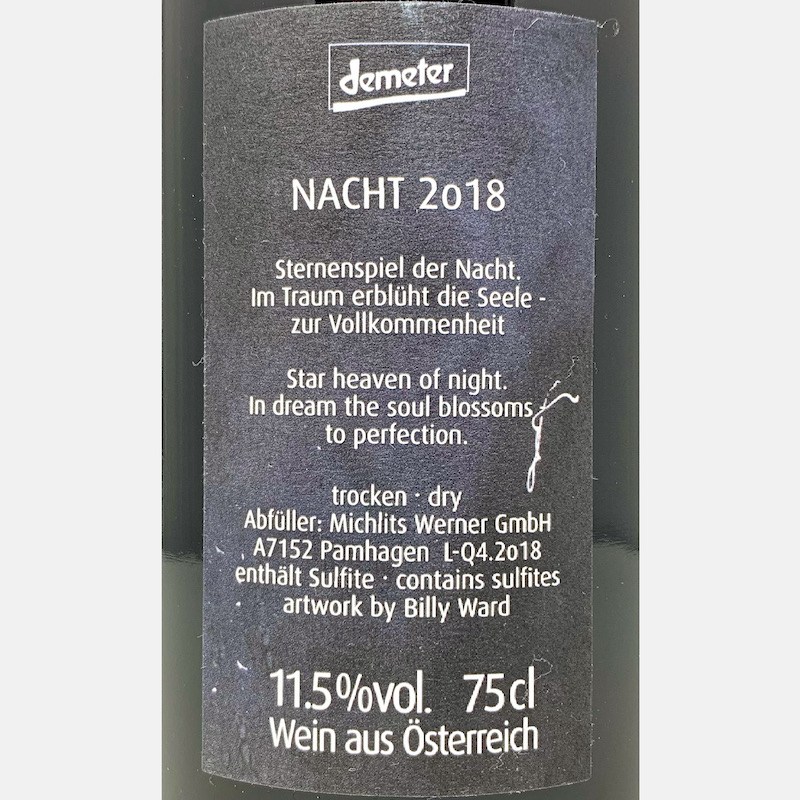 demeter
NACHT 2018
Sternenspiel der Nacht.
Im Traum erblüht die Seele -
zur Vollkommenheit
Star heaven of night.
In dream the soul blossoms
to perfection.
trocken · dry
Abfüller: Michlits Werner GmbH
A7152 Pamhagen L-Q4.2018
enthält Sulfite · contains sulfites
artwork by Billy Ward
11.5%vol. 75cl
Wein aus Österreich